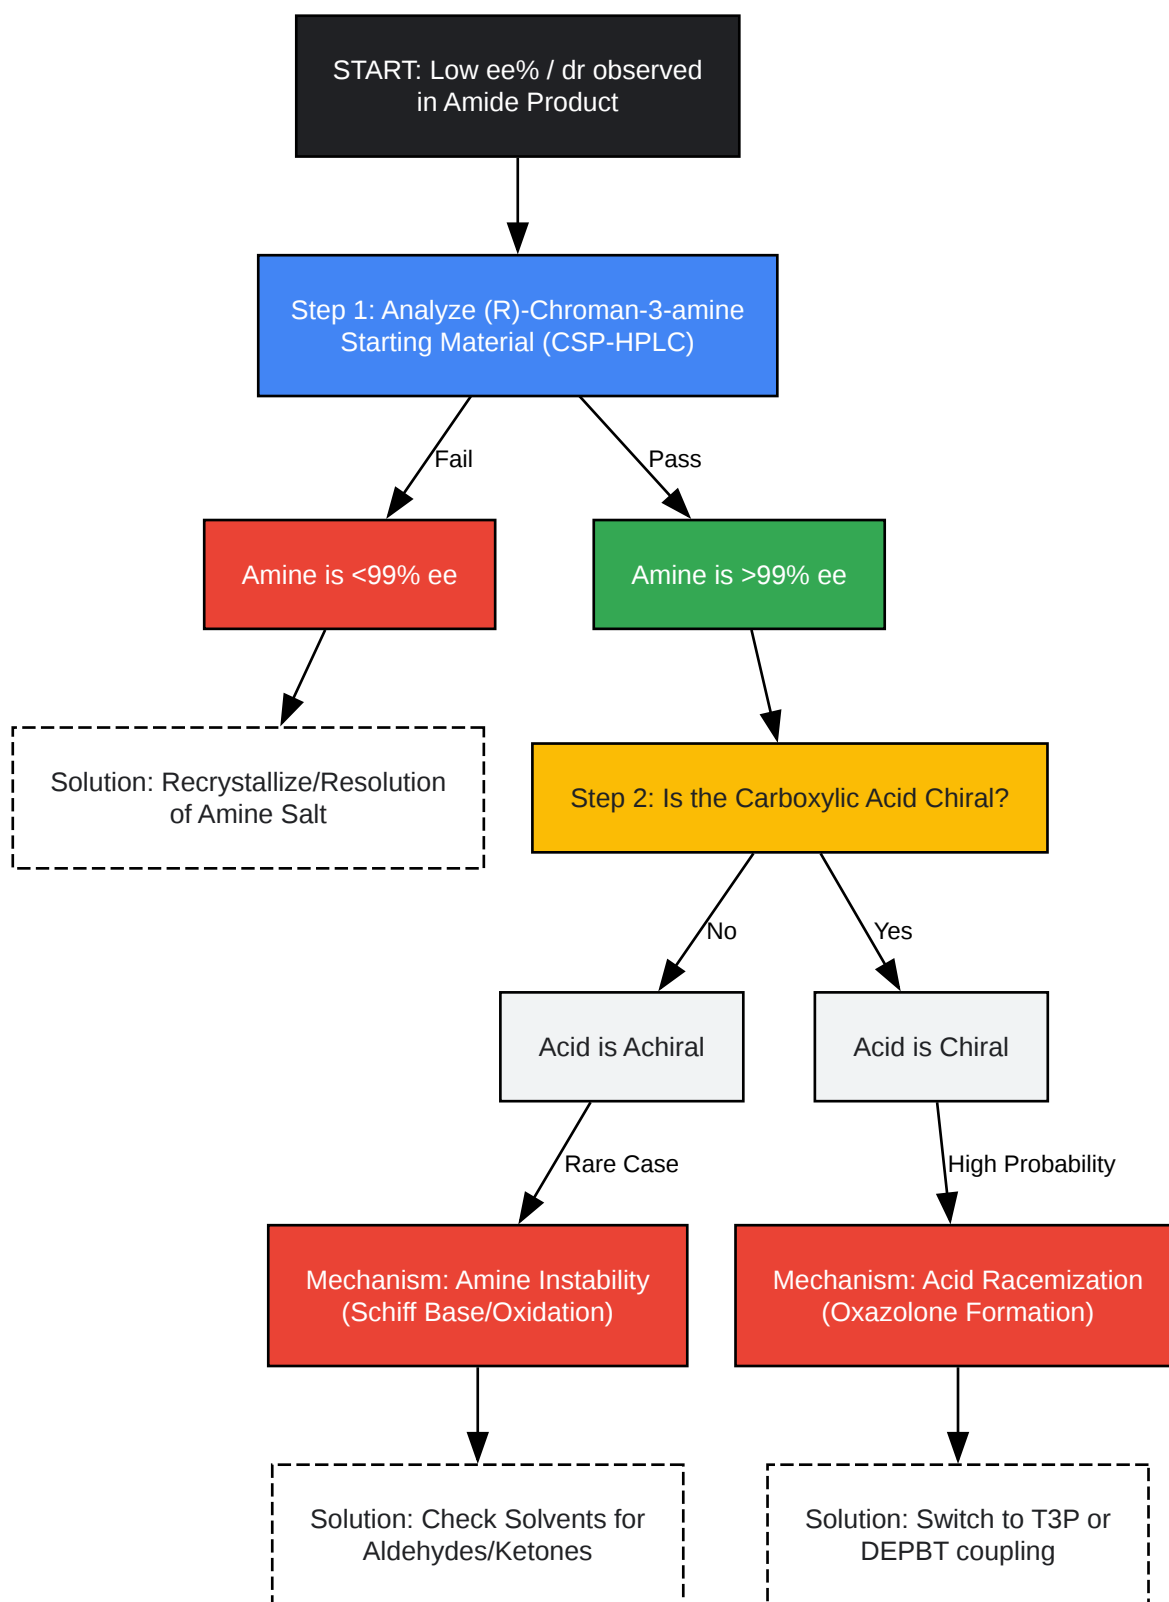 START: Low ee% / dr observed
in Amide Product
Step 1: Analyze (R)-Chroman-3-amine
Starting Material (CSP-HPLC)
Fail
Pass
Amine is <99% ee
Amine is >99% ee
Solution: Recrystallize/Resolution
of Amine Salt
Step 2: Is the Carboxylic Acid Chiral?
No
Yes
Acid is Achiral
Acid is Chiral
Rare Case
High Probability
Mechanism: Amine Instability
(Schiff Base/Oxidation)
Mechanism: Acid Racemization
(Oxazolone Formation)
Solution: Check Solvents for
Aldehydes/Ketones
Solution: Switch to T3P or
DEPBT coupling